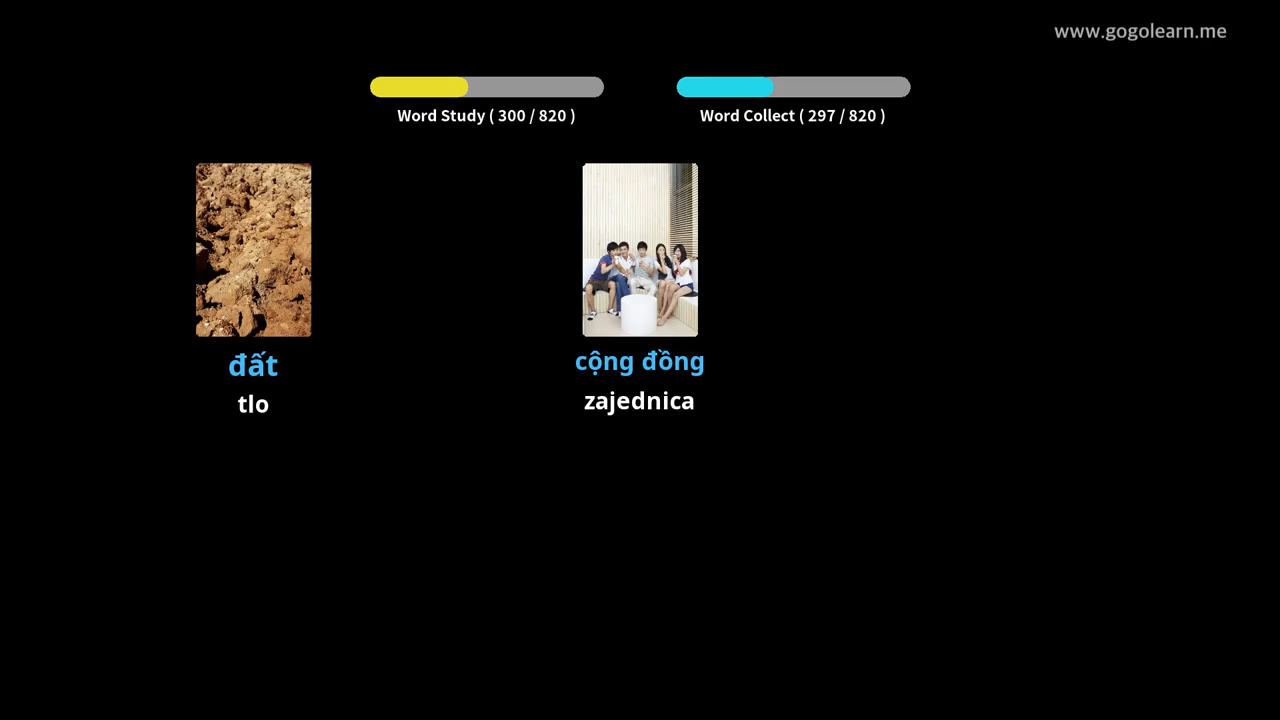 www.gogolearn.me
Word Study ( 300 / 820 )
Word Collect ( 297 / 820 )
đất
tlo
cộng đồng
zajednica